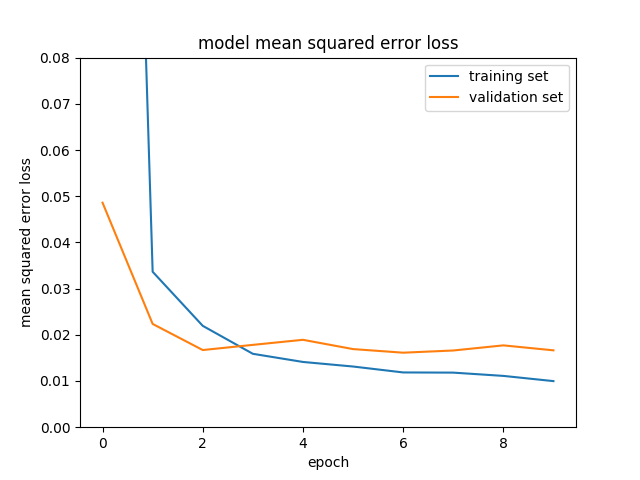 model mean squared error loss
training set
validation set
mean squared error loss
0.08
0.07
0.06
0.05
0.04
0.03
0.02
0.01
0.00
0 2 4 6 8
epoch